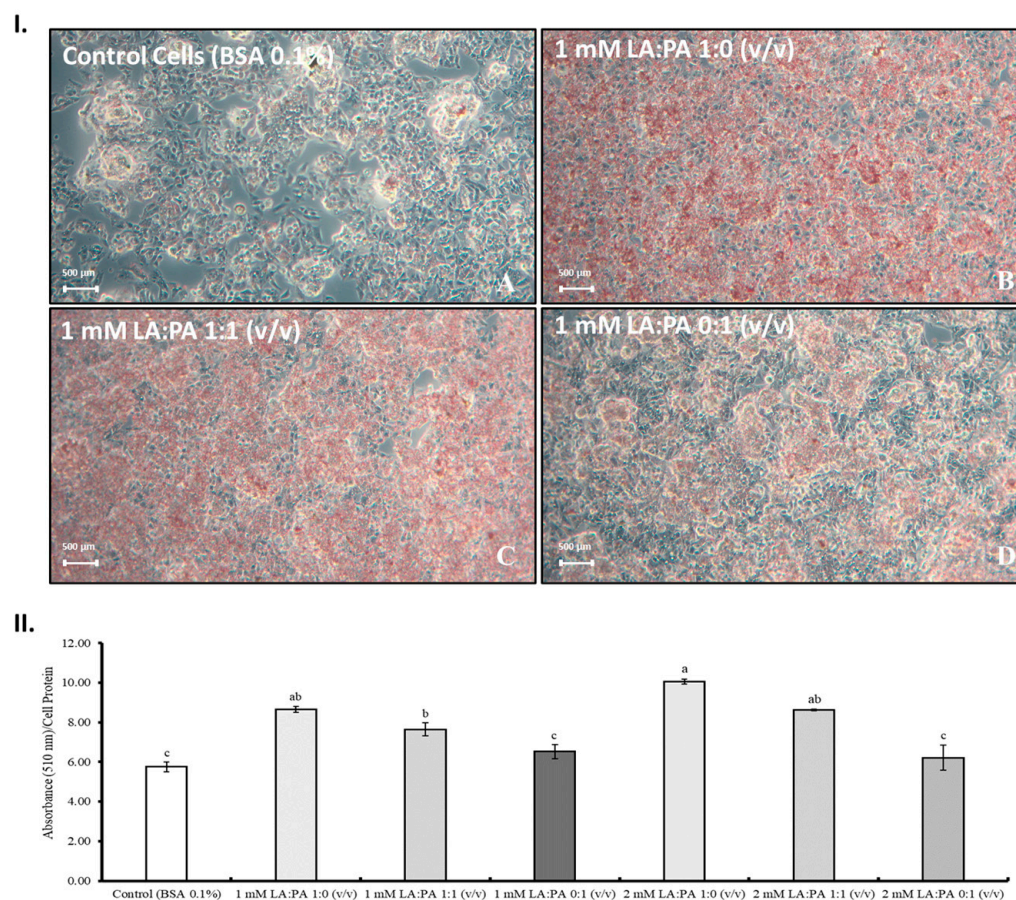 I.
Control Cells (BSA 0.1%)
500 µm
A
1 mM LA:PA 1:0 (v/v)
500 µm
B
1 mM LA:PA 1:1 (v/v)
500 µm
C
1 mM LA:PA 0:1 (v/v)
500 µm
D
II.
Absorbance (510 nm)/Cell Protein
12.00
10.00
8.00
6.00
4.00
2.00
0.00
c
ab
b
c
a
ab
c
Control (BSA 0.1%)
1 mM LA:PA 1:0 (v/v)
1 mM LA:PA 1:1 (v/v)
1 mM LA:PA 0:1 (v/v)
2 mM LA:PA 1:0 (v/v)
2 mM LA:PA 1:1 (v/v)
2 mM LA:PA 0:1 (v/v)